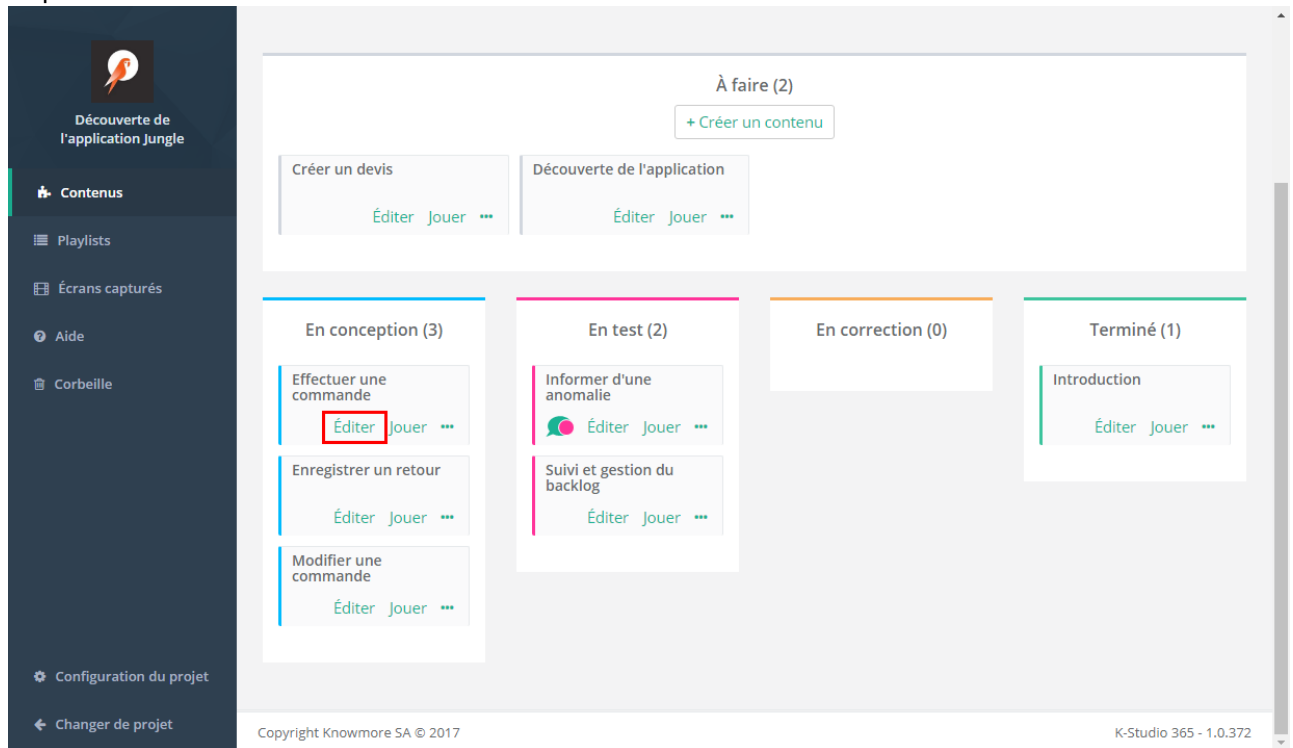 Découverte de
l'application Jungle
Contenus
Playlists
Écrans capturés
Aide
Corbeille
Configuration du projet
Changer de projet
À faire (2)
+ Créer un contenu
Créer un devis
Éditer Jouer •••
Découverte de l'application
Éditer Jouer •••
En conception (3)
Effectuer une
commande
Éditer Jouer •••
Enregistrer un retour
Éditer Jouer •••
Modifier une
commande
Éditer Jouer •••
En test (2)
Informer d'une
anomalie
Éditer Jouer •••
Suivi et gestion du
backlog
Éditer Jouer •••
En correction (0)
Terminé (1)
Introduction
Éditer Jouer •••
Copyright Knowmore SA © 2017
K-Studio 365 - 1.0.372